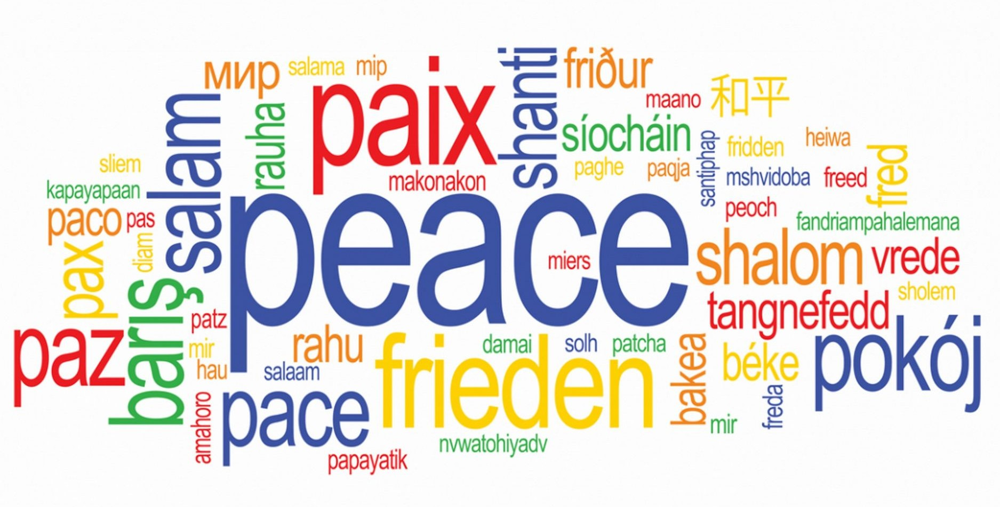 мир
salama
mip
paix
shanti
friður
maano
和平
salam
rauha
síocháin
santiphap
fridden
heiwa
fred
sliem
paghe
paqja
mshvidoba
freed
makonakon
kapayapaan
peace
peoch
paco
pas
fandriampahalemana
diam
pax
miers
shalom
vrede
barış
sholem
tangnefedd
patz
paz
mir
rahu
frieden
damai
solh
patcha
bakea
béke
pokój
hau
salaam
freda
amahoro
pace
mir
nvwatohiyadv
papayatik